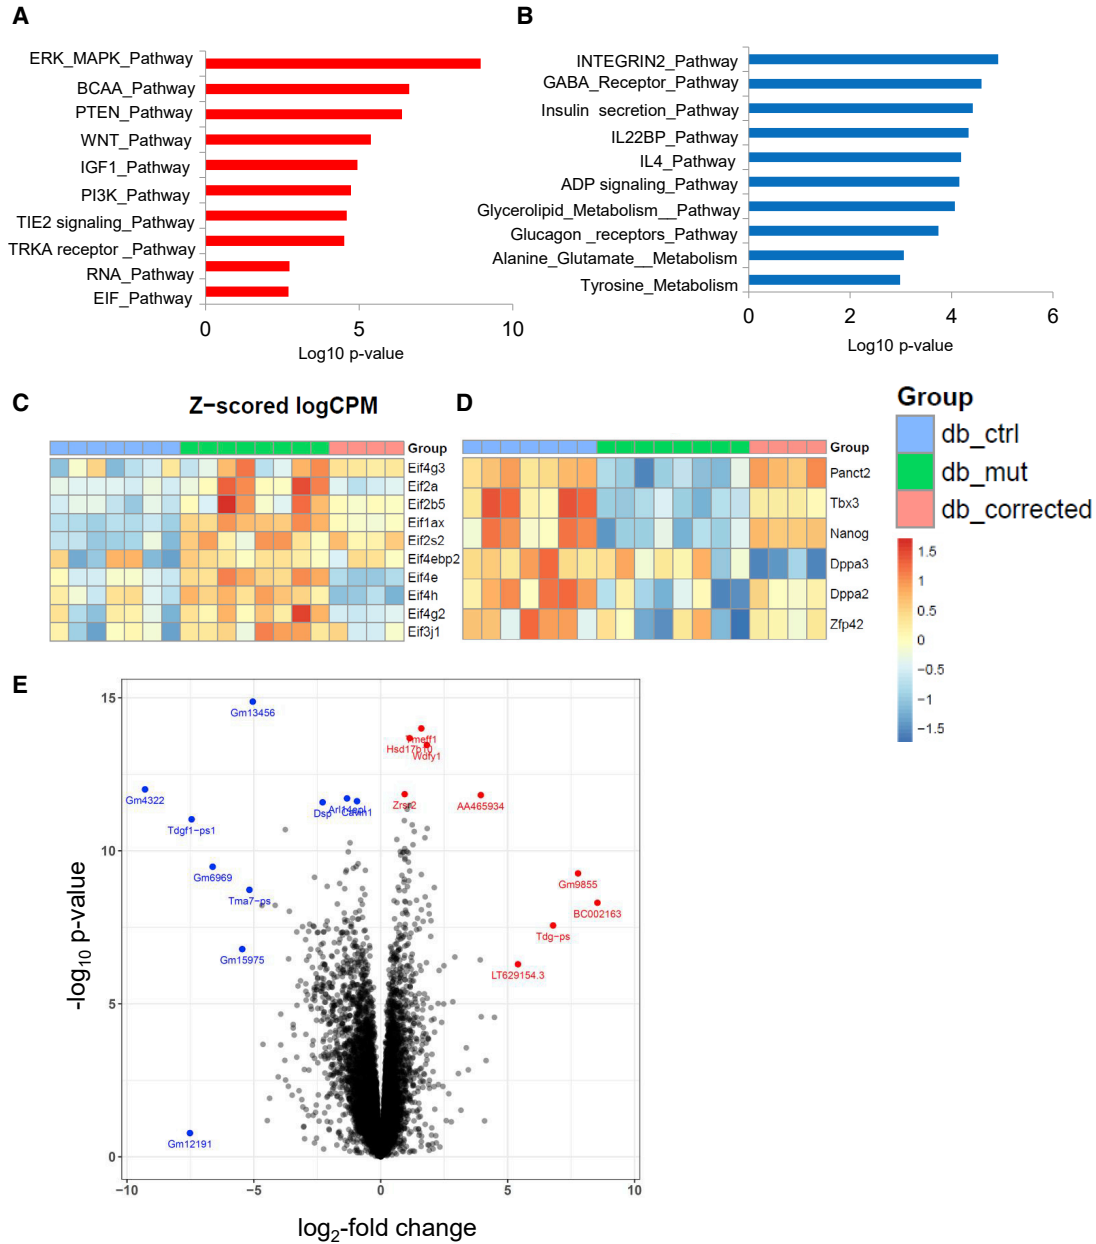 A
ERK_MAPK_Pathway
BCAA_Pathway
PTEN_Pathway
WNT_Pathway
IGF1_Pathway
PI3K_Pathway
TIE2 signaling_Pathway
TRKA receptor _Pathway
RNA_Pathway
EIF_Pathway
0 5 10
Log10 p-value
B
INTEGRIN2_Pathway
GABA_Receptor_Pathway
Insulin secretion_Pathway
IL22BP_Pathway
IL4_Pathway
ADP signaling_Pathway
Glycerolipid_Metabolism__Pathway
Glucagon _receptors_Pathway
Alanine_Glutamate__Metabolism
Tyrosine_Metabolism
0 2 4 6
Log10 p-value
C
Z−scored logCPM
Group
Eif4g3
Eif2a
Eif2b5
Eif1ax
Eif2s2
Eif4ebp2
Eif4e
Eif4h
Eif4g2
Eif3j1
D
Group
Panct2
Tbx3
Nanog
Dppa3
Dppa2
Zfp42
Group
db_ctrl
db_mut
db_corrected
1.5
1
0.5
0
−0.5
−1
−1.5
E
15
10
5
0
-log10 p-value
Gm13456
Hsd17b10
Wdfy1
Gm4322
Dsp
Zrsr2
AA465934
Tdgf1−ps1
Gm6969
Gm9855
Tma7−ps
BC002163
Tdg−ps
Gm15975
LT629154.3
Gm12191
−10 −5 0 5 10
log2-fold change